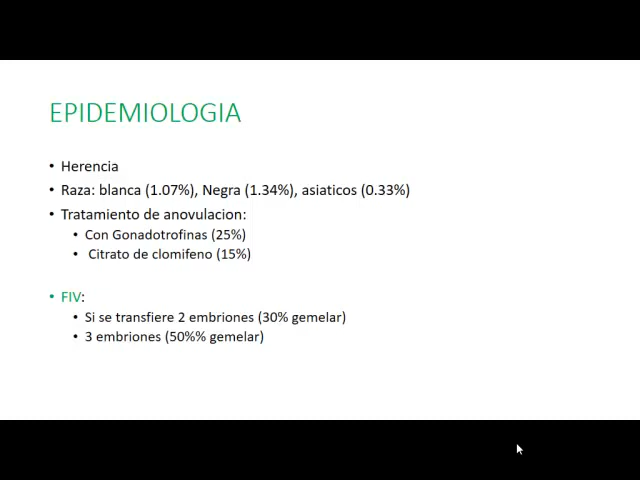 EPIDEMIOLOGIA
• Herencia
• Raza: blanca (1.07%), Negra (1.34%), asiaticos (0.33%)
• Tratamiento de anovulacion:
• Con Gonadotrofinas (25%)
• Citrato de clomifeno (15%)
• FIV:
• Si se transfiere 2 embriones (30% gemelar)
• 3 embriones (50%% gemelar)